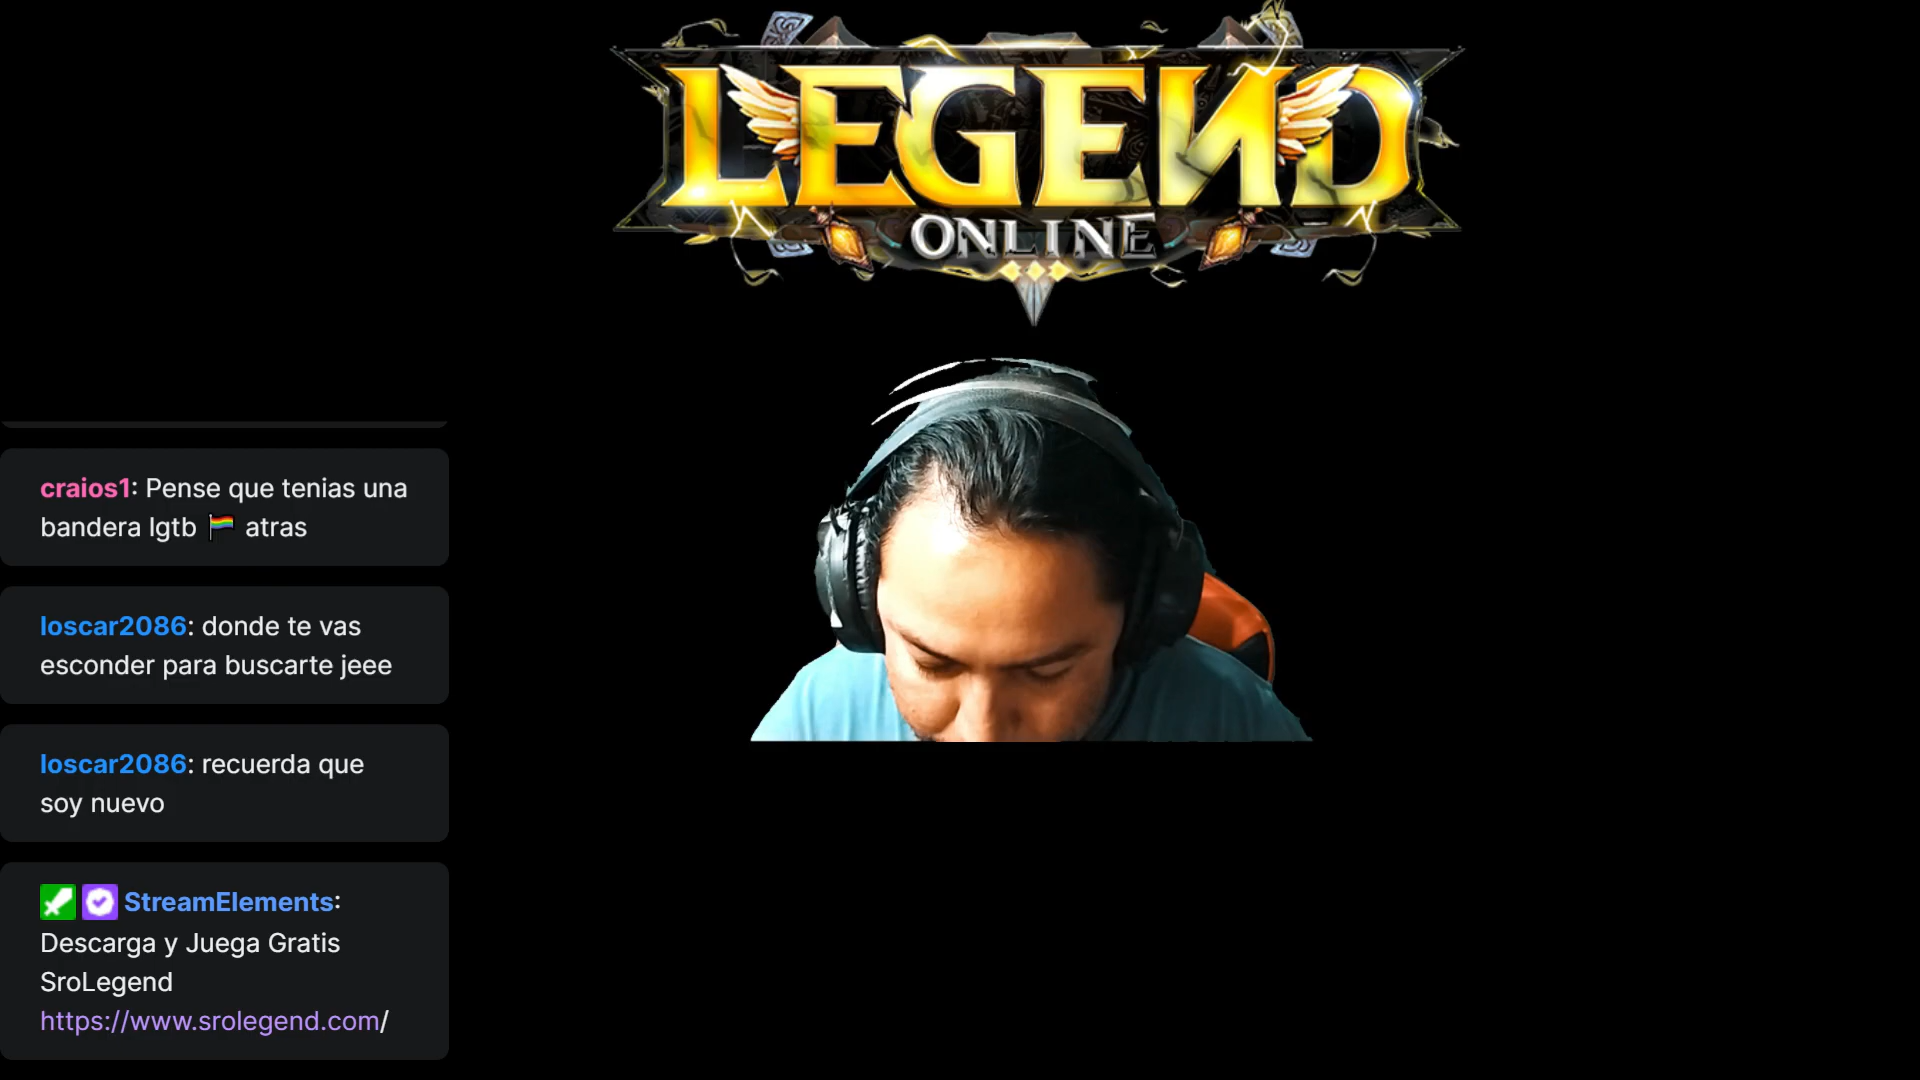 LEGEND
ONLINE
craios1: Pense que tenias una
bandera lgtb 🏴‍🌈 atras
loscar2086: donde te vas
esconder para buscarte jeee
loscar2086: recuerda que
soy nuevo
StreamElements:
Descarga y Juega Gratis
SroLegend
https://www.srolegend.com/